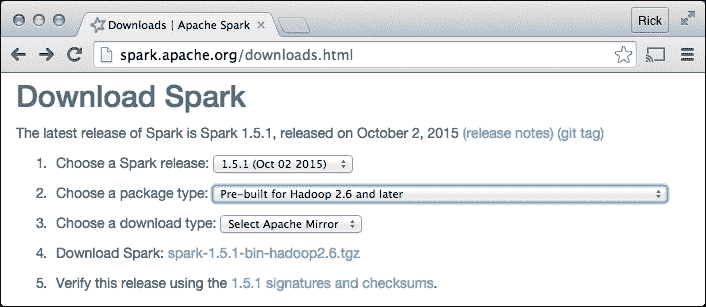 Downloads | Apache Spark
Rick
spark.apache.org/downloads.html
Download Spark
The latest release of Spark is Spark 1.5.1, released on October 2, 2015 (release notes) (git tag)
1. Choose a Spark release: 1.5.1 (Oct 02 2015)
2. Choose a package type: Pre-built for Hadoop 2.6 and later
3. Choose a download type: Select Apache Mirror
4. Download Spark: spark-1.5.1-bin-hadoop2.6.tgz
5. Verify this release using the 1.5.1 signatures and checksums.